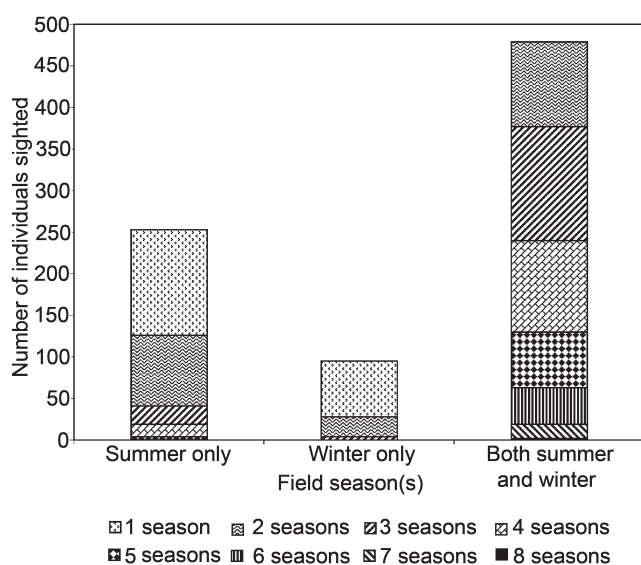 500
450
400
350
300
250
200
150
100
50
0
Number of individuals sighted
Summer only
Winter only
Both summer
and winter
Field season(s)
1 season
2 seasons
3 seasons
4 seasons
5 seasons
6 seasons
7 seasons
8 seasons